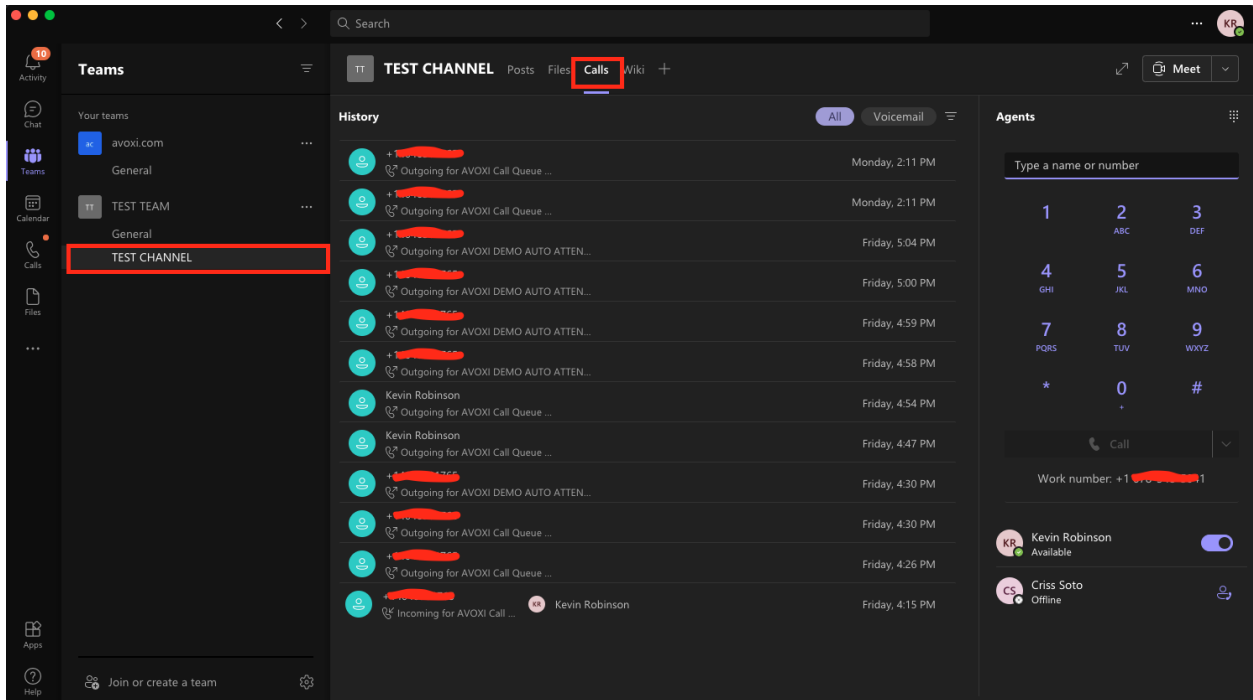 Search
KR
10
Activity
Chat
Teams
Calendar
Calls
Files
Apps
Help
Teams
Your teams
ac avoxi.com
General
TT TEST TEAM
General
TEST CHANNEL
Join or create a team
TT TEST CHANNEL Posts Files Calls Wiki
Meet
History All Voicemail
Outgoing for AVOXI Call Queue ...
Monday, 2:11 PM
Outgoing for AVOXI Call Queue ...
Monday, 2:11 PM
Outgoing for AVOXI DEMO AUTO ATTEN...
Friday, 5:04 PM
Outgoing for AVOXI DEMO AUTO ATTEN...
Friday, 5:00 PM
Outgoing for AVOXI DEMO AUTO ATTEN...
Friday, 4:59 PM
Outgoing for AVOXI DEMO AUTO ATTEN...
Friday, 4:58 PM
Kevin Robinson
Outgoing for AVOXI Call Queue ...
Friday, 4:54 PM
Kevin Robinson
Outgoing for AVOXI Call Queue ...
Friday, 4:47 PM
Outgoing for AVOXI DEMO AUTO ATTEN...
Friday, 4:30 PM
Outgoing for AVOXI Call Queue ...
Friday, 4:30 PM
Outgoing for AVOXI Call Queue ...
Friday, 4:26 PM
Incoming for AVOXI Call ...
KR Kevin Robinson
Friday, 4:15 PM
Agents
Type a name or number
1 2 3
ABC DEF
4 5 6
GHI JKL MNO
7 8 9
PQRS TUV WXYZ
* 0 #
+
Call
Work number: +1
KR Kevin Robinson
Available
CS Criss Soto
Offline